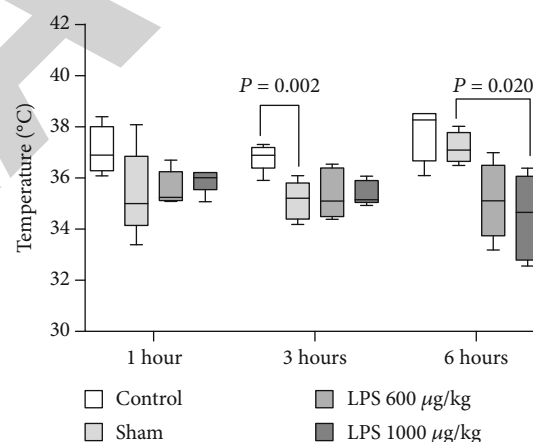 42
40
38
36
34
32
30
Temperature (°C)
P = 0.002
P = 0.020
1 hour
3 hours
6 hours
Control
Sham
LPS 600 μg/kg
LPS 1000 μg/kg